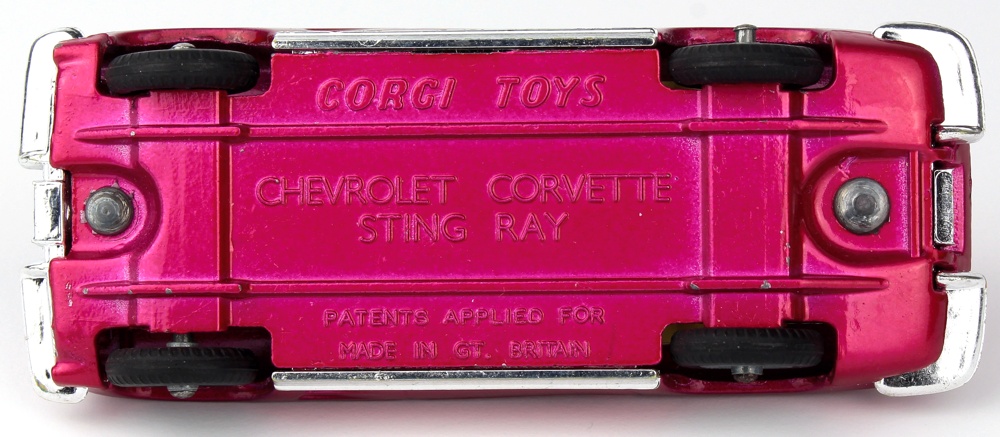 CORGI TOYS
CHEVROLET CORVETTE
STING RAY
PATENTS APPLIED FOR
MADE IN GT. BRITAIN